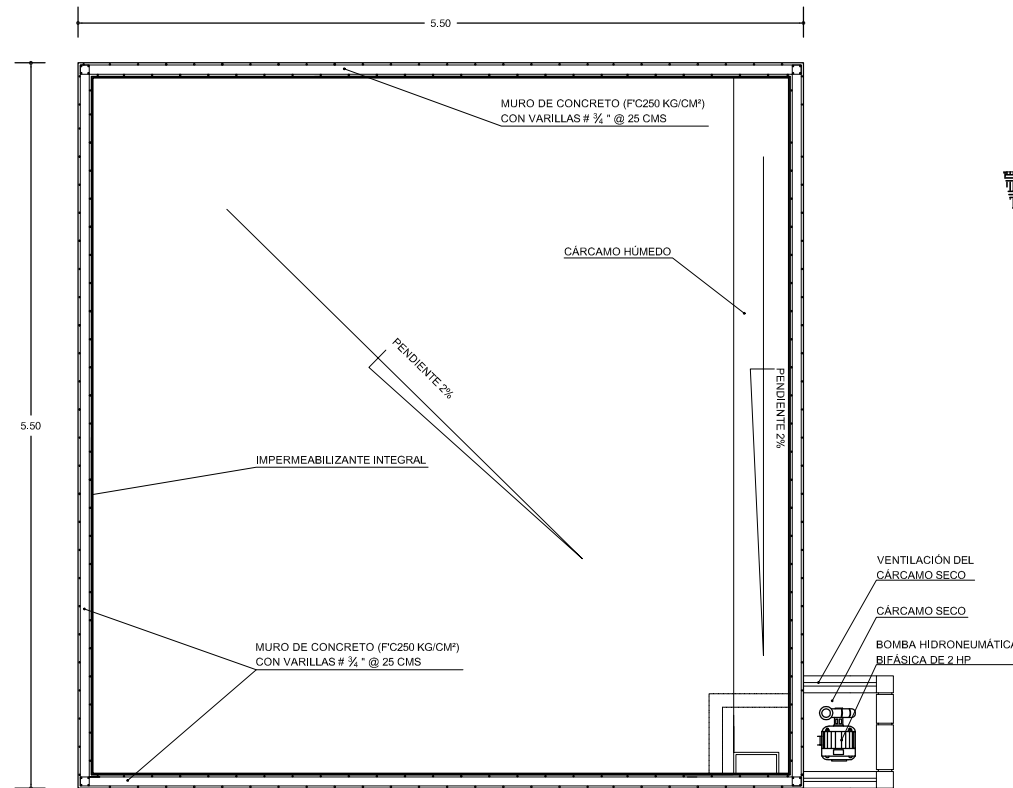 5.50
MURO DE CONCRETO (F'C250 KG/CM²)
CON VARILLAS # ¾ " @ 25 CMS
CÁRCAMO HÚMEDO
PENDIENTE 2%
PENDIENTE 2%
5.50
IMPERMEABILIZANTE INTEGRAL
VENTILACIÓN DEL
CÁRCAMO SECO
CÁRCAMO SECO
MURO DE CONCRETO (F'C250 KG/CM²)
CON VARILLAS # ¾ " @ 25 CMS
BOMBA HIDRONEUMÁTICA
BIFÁSICA DE 2 HP